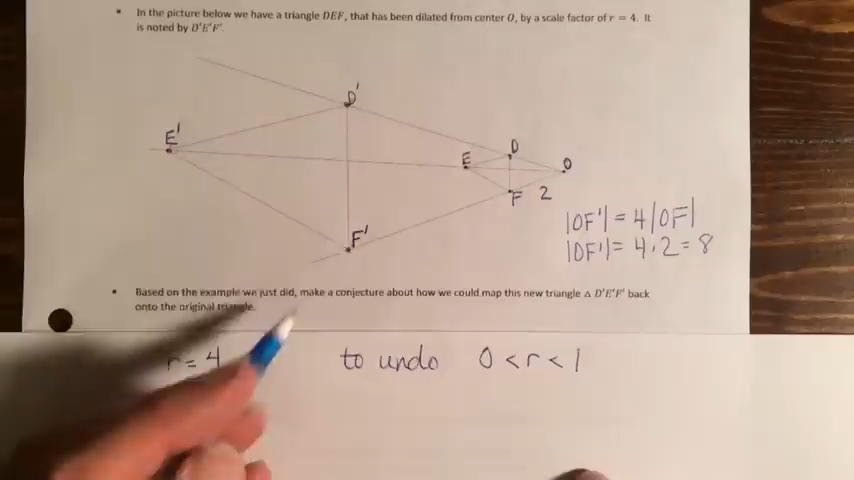 • In the picture below we have a triangle DEF, that has been dilated from center O, by a scale factor of r = 4. It
is noted by D'E'F'.
D'
E'
E
D
O
F
2
F'
|OF'| = 4|OF|
|OF'| = 4 · 2 = 8
• Based on the example we just did, make a conjecture about how we could map this new triangle △ D'E'F' back
onto the original triangle.
r = 4 to undo 0 < r < 1